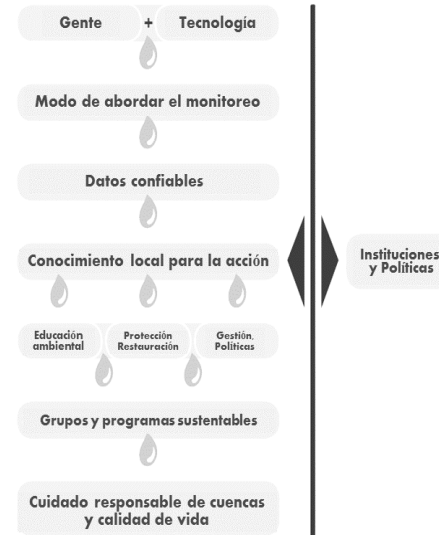 Gente + Tecnología
Modo de abordar el monitoreo
Datos confiables
Conocimiento local para la acción
Instituciones
y Políticas
Educación
ambiental
Protección
Restauración
Gestión,
Políticas
Grupos y programas sustentables
Cuidado responsable de cuencas
y calidad de vida